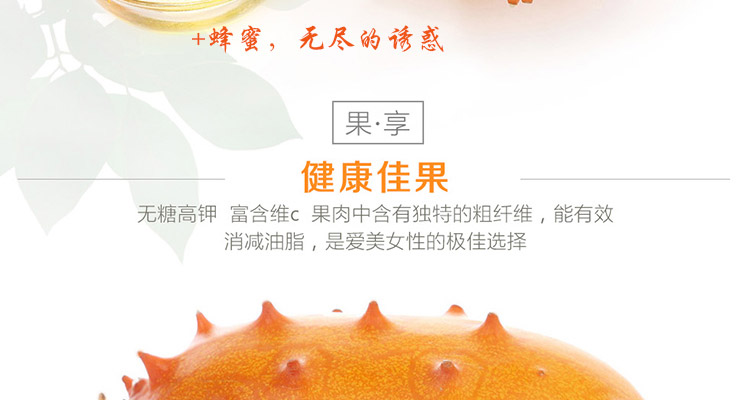 +蜂蜜，无尽的诱惑
果·享
健康佳果
无糖高钾 富含维c 果肉中含有独特的粗纤维，能有效
消减油脂，是爱美女性的极佳选择